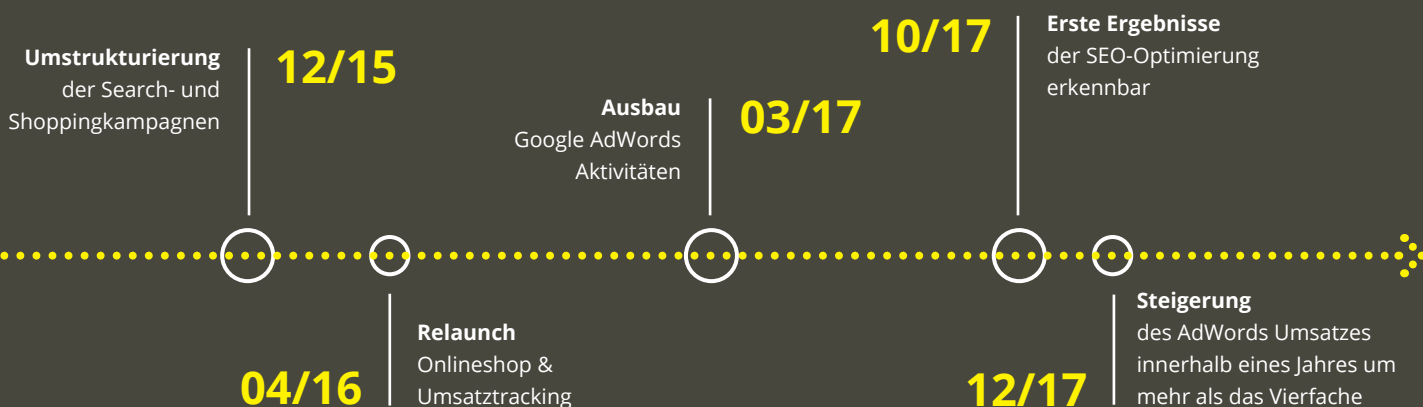 Umstrukturierung
der Search- und
Shoppingkampagnen
12/15
04/16
Relaunch
Onlineshop &
Umsatztracking
Ausbau
Google AdWords
Aktivitäten
03/17
10/17
Erste Ergebnisse
der SEO-Optimierung
erkennbar
12/17
Steigerung
des AdWords Umsatzes
innerhalb eines Jahres um
mehr als das Vierfache